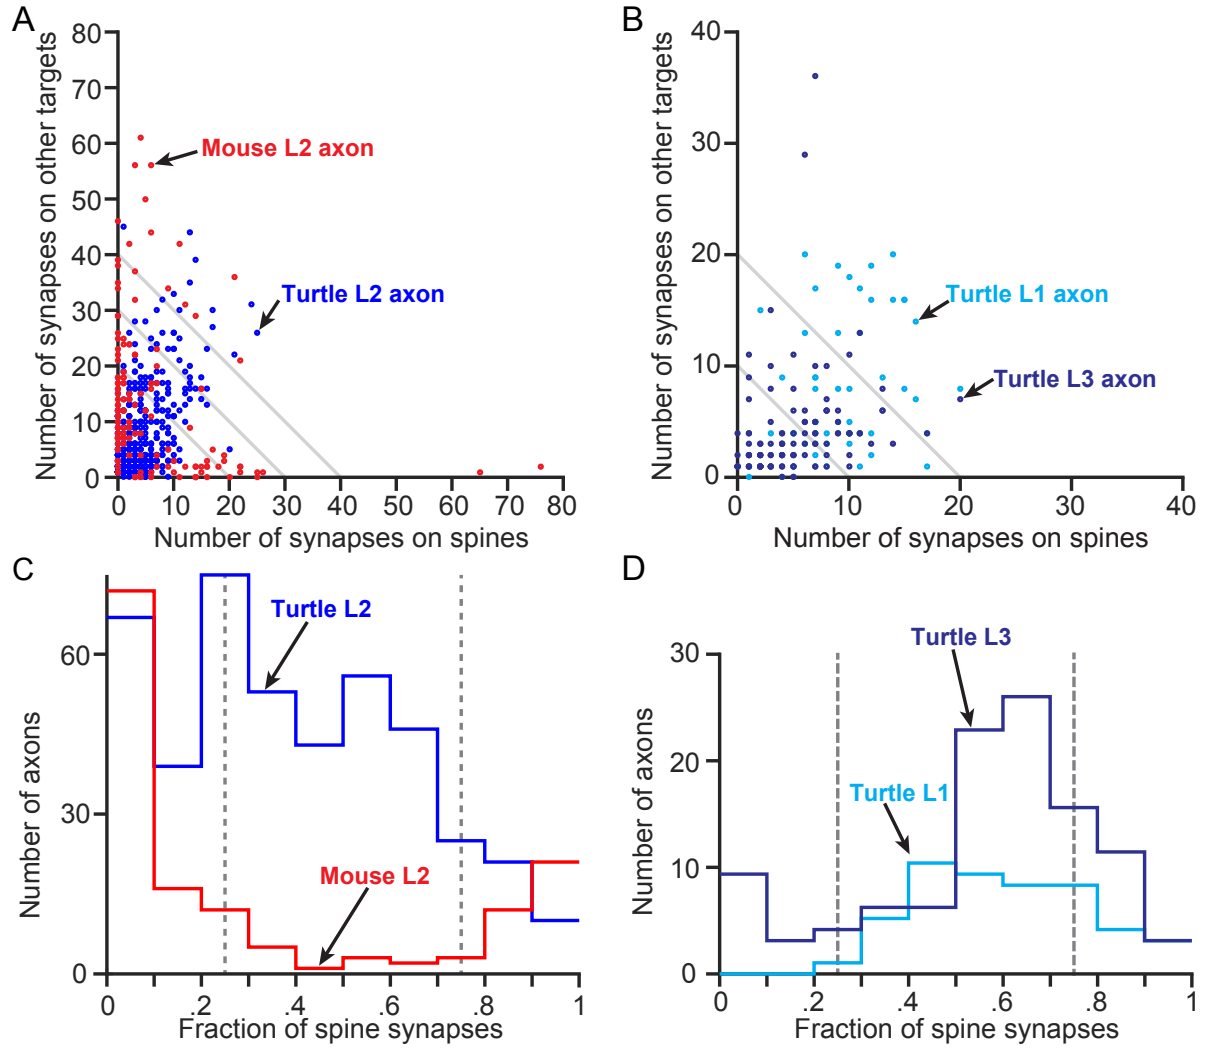 A
Number of synapses on other targets
80
70
60
50
40
30
20
10
0
Mouse L2 axon
Turtle L2 axon
0 10 20 30 40 50 60 70 80
Number of synapses on spines
B
Number of synapses on other targets
40
30
20
10
0
Turtle L1 axon
Turtle L3 axon
0 10 20 30 40
Number of synapses on spines
C
Number of axons
60
30
0
Turtle L2
Mouse L2
0 .2 .4 .6 .8 1
Fraction of spine synapses
D
Number of axons
30
20
10
0
Turtle L3
Turtle L1
0 .2 .4 .6 .8 1
Fraction of spine synapses